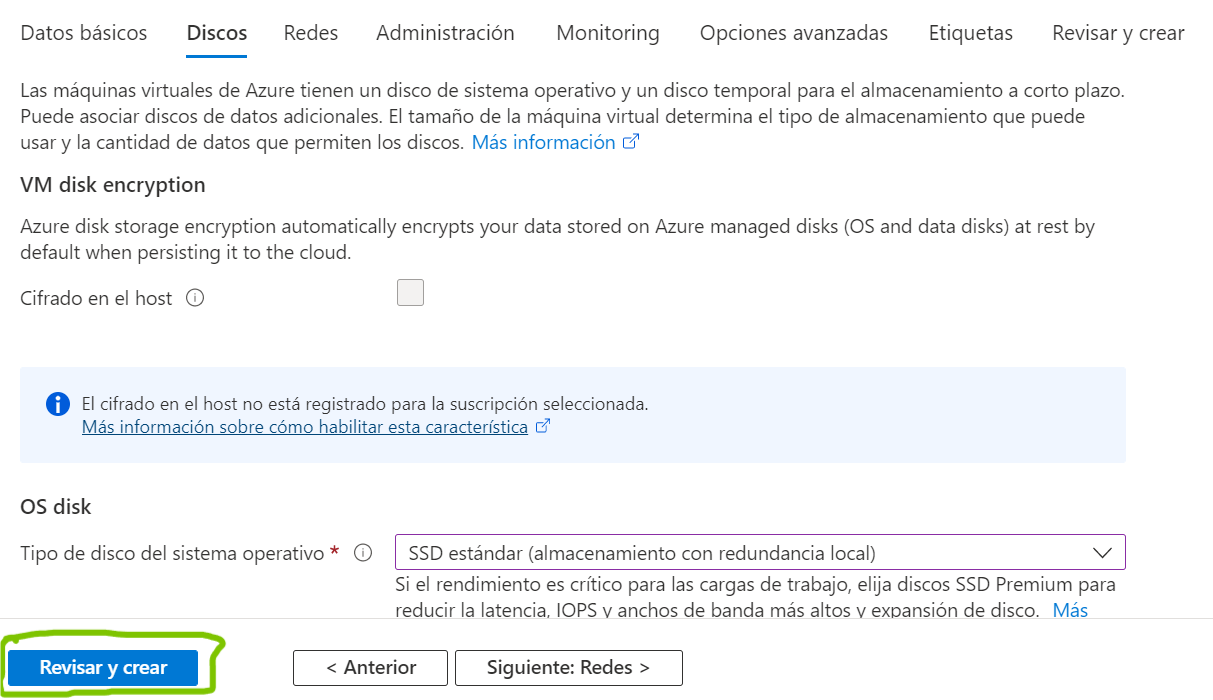 Datos básicos Discos Redes Administración Monitoring Opciones avanzadas Etiquetas Revisar y crear
Las máquinas virtuales de Azure tienen un disco de sistema operativo y un disco temporal para el almacenamiento a corto plazo.
Puede asociar discos de datos adicionales. El tamaño de la máquina virtual determina el tipo de almacenamiento que puede
usar y la cantidad de datos que permiten los discos. Más información
VM disk encryption
Azure disk storage encryption automatically encrypts your data stored on Azure managed disks (OS and data disks) at rest by
default when persisting it to the cloud.
Cifrado en el host
El cifrado en el host no está registrado para la suscripción seleccionada.
Más información sobre cómo habilitar esta característica
OS disk
Tipo de disco del sistema operativo * SSD estándar (almacenamiento con redundancia local)
Si el rendimiento es crítico para las cargas de trabajo, elija discos SSD Premium para
reducir la latencia, IOPS y anchos de banda más altos y expansión de disco. Más
Revisar y crear < Anterior Siguiente: Redes >